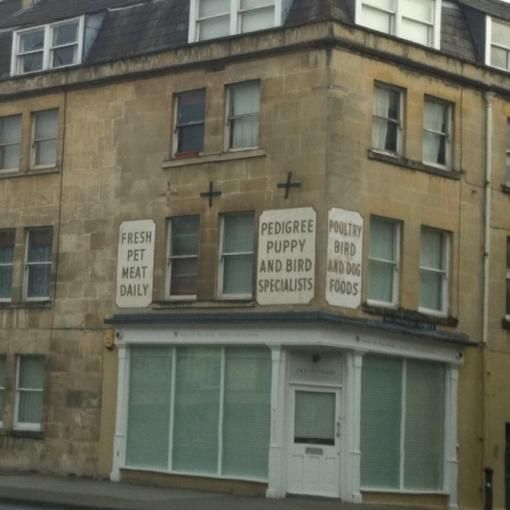 FRESH
PET
MEAT
DAILY
PEDIGREE
PUPPY
AND BIRD
SPECIALISTS
POULTRY
BIRD
AND DOG
FOODS